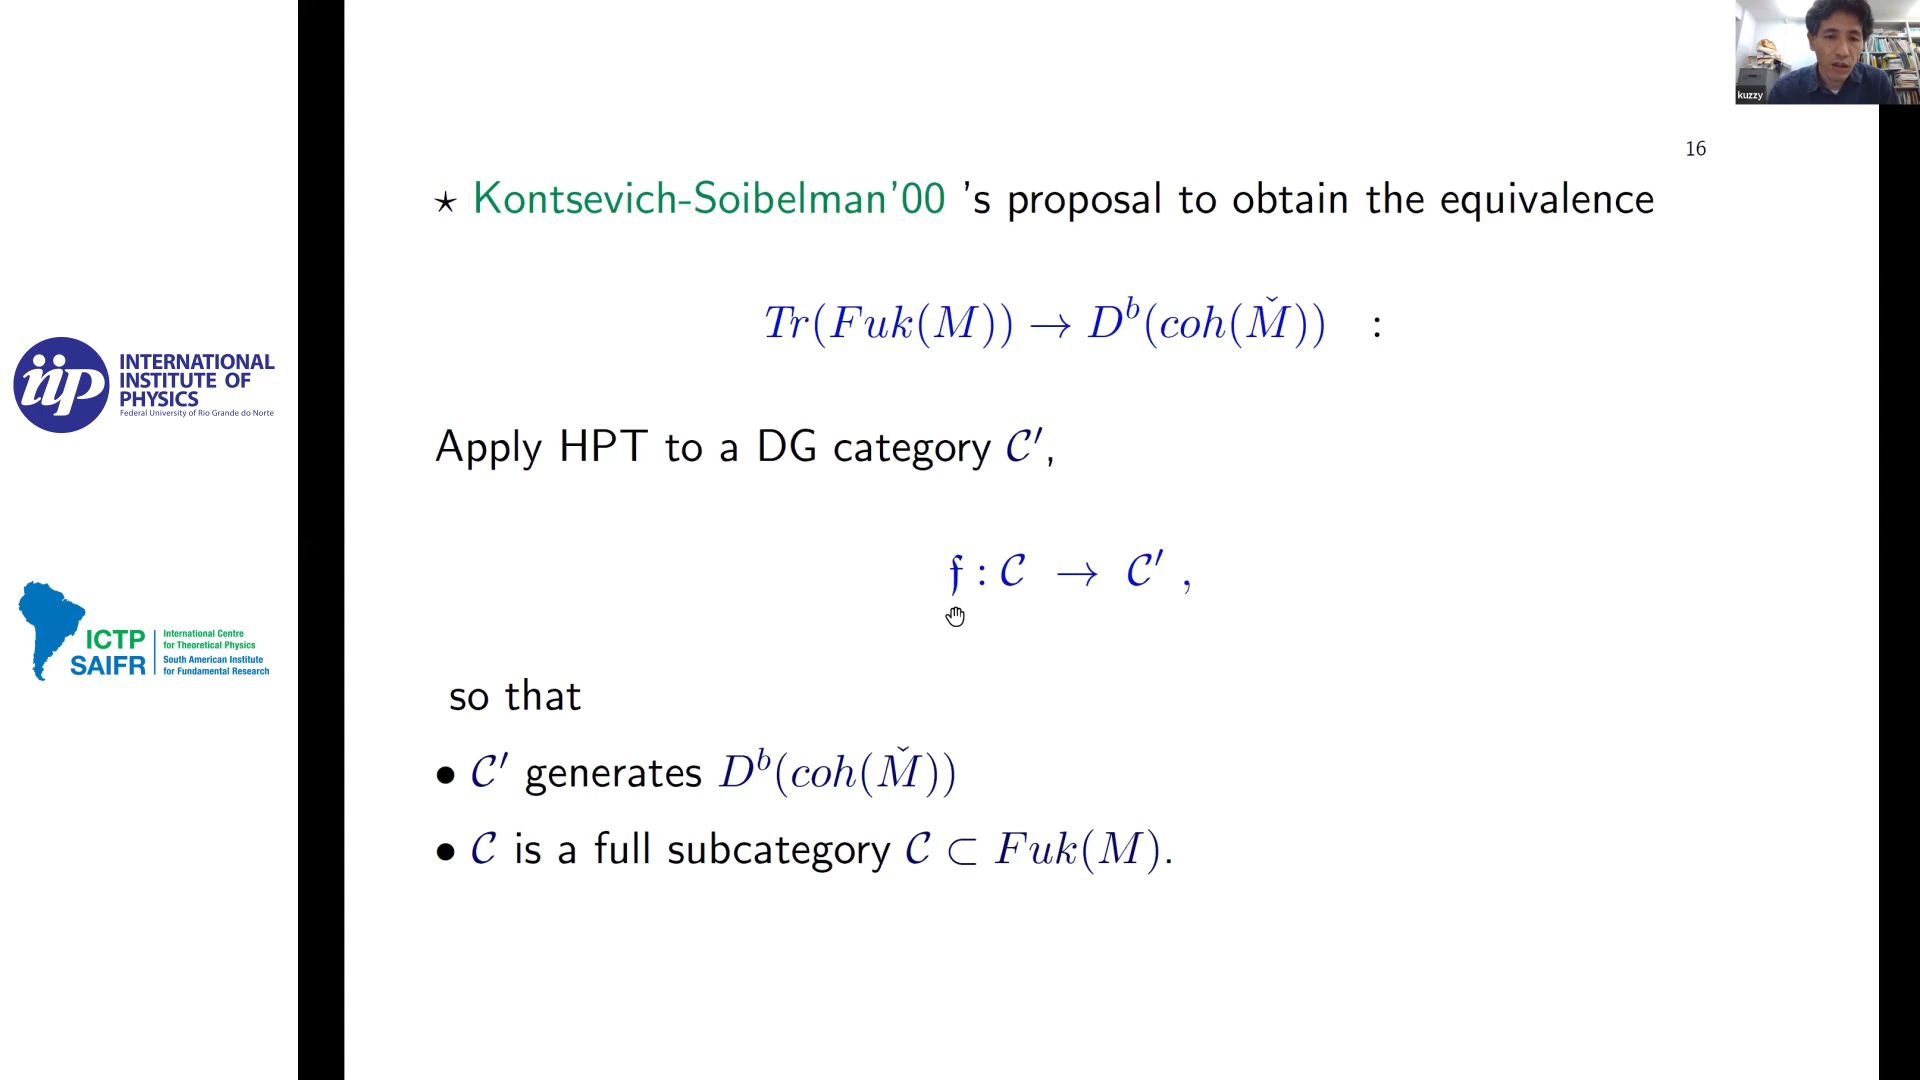 kuzzy
16
⋆ Kontsevich-Soibelman'00 's proposal to obtain the equivalence
Tr(Fuk(M)) → D^b(coh(M̌)) :
Apply HPT to a DG category 𝒞′,
𝔣 : 𝒞 → 𝒞′ ,
so that
• 𝒞′ generates D^b(coh(M̌))
• 𝒞 is a full subcategory 𝒞 ⊂ Fuk(M).
iip
INTERNATIONAL
INSTITUTE OF
PHYSICS
Federal University of Rio Grande do Norte
ICTP
SAIFR
International Centre
for Theoretical Physics
South American Institute
for Fundamental Research